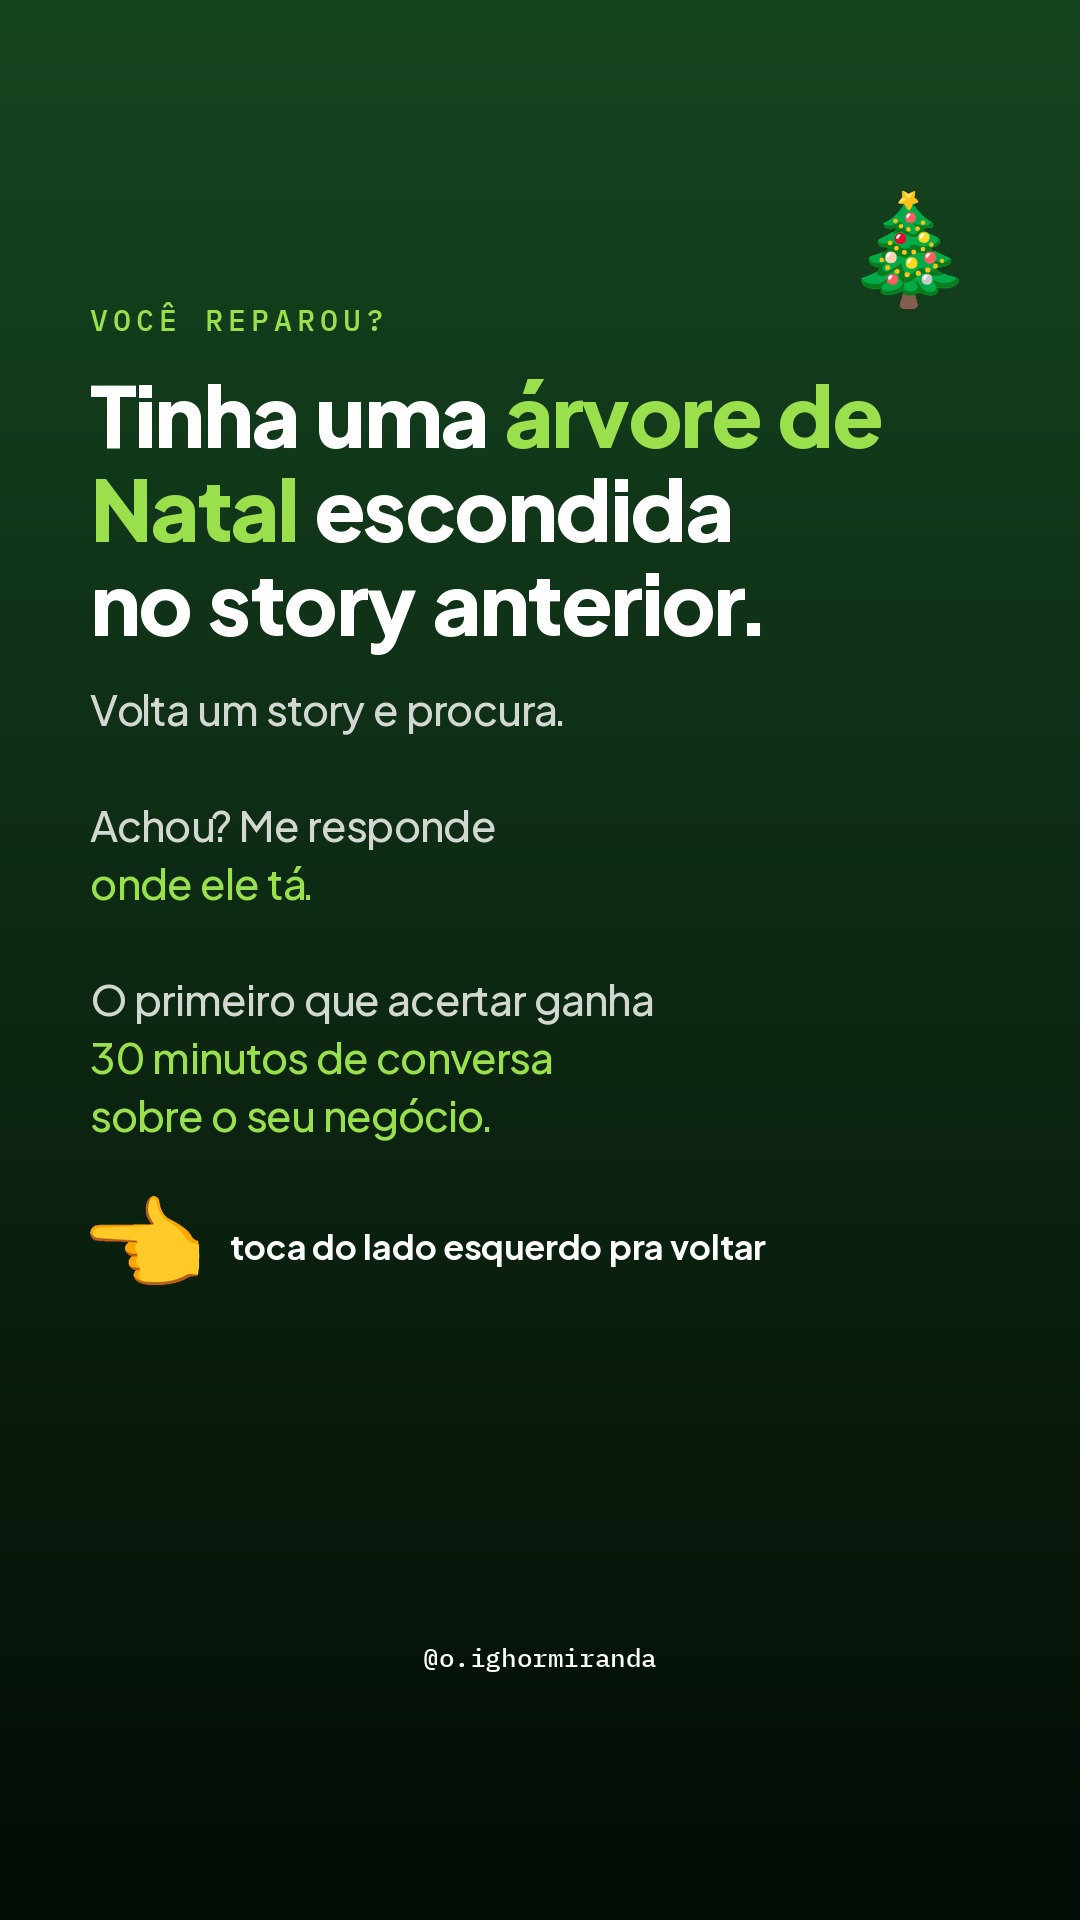 VOCÊ REPAROU?
Tinha uma árvore de
Natal escondida
no story anterior.
Volta um story e procura.
Achou? Me responde
onde ele tá.
O primeiro que acertar ganha
30 minutos de conversa
sobre o seu negócio.
toca do lado esquerdo pra voltar
@o.ighormiranda